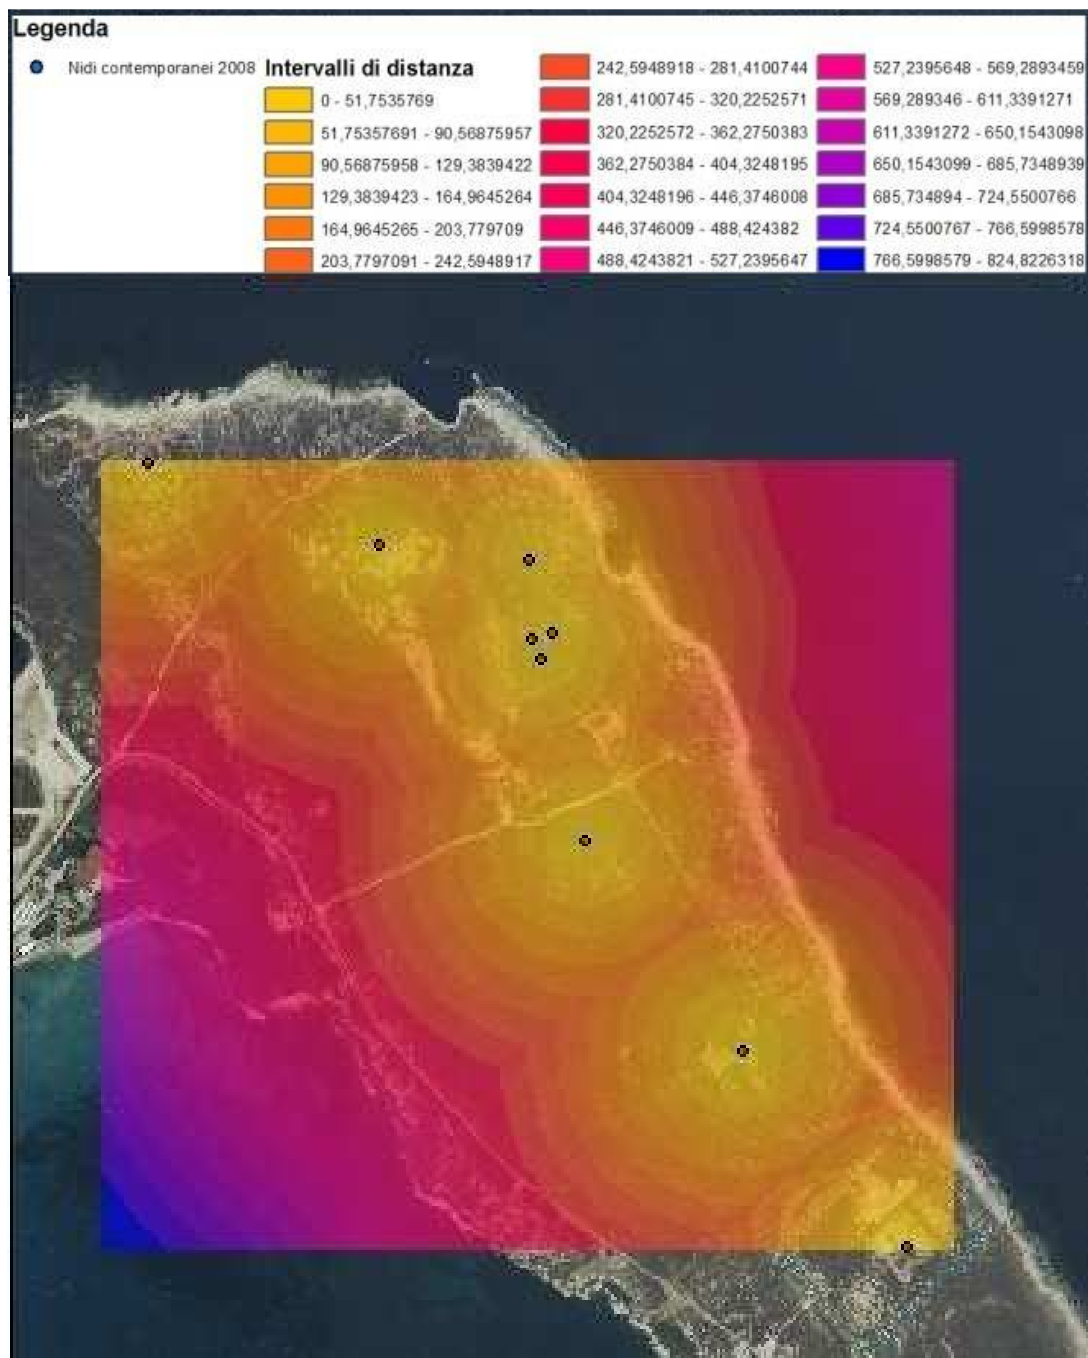 Legenda
Nidi contemporanei 2008
Intervalli di distanza
0 - 51,7535769
51,75357691 - 90,56875957
90,56875958 - 129,3839422
129,3839423 - 164,9645264
164,9645265 - 203,779709
203,7797091 - 242,5948917
242,5948918 - 281,4100744
281,4100745 - 320,2252571
320,2252572 - 362,2750383
362,2750384 - 404,3248195
404,3248196 - 446,3746008
446,3746009 - 488,424382
488,4243821 - 527,2395647
527,2395648 - 569,2893459
569,289346 - 611,3391271
611,3391272 - 650,1543098
650,1543099 - 685,7348939
685,734894 - 724,5500766
724,5500767 - 766,5998578
766,5998579 - 824,8226318